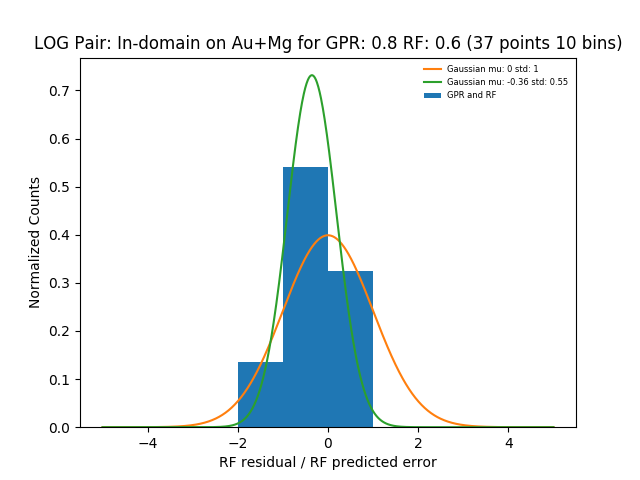 LOG Pair: In-domain on Au+Mg for GPR: 0.8 RF: 0.6 (37 points 10 bins)
Gaussian mu: 0 std: 1
Gaussian mu: -0.36 std: 0.55
GPR and RF
Normalized Counts
0.7
0.6
0.5
0.4
0.3
0.2
0.1
0.0
−4 −2 0 2 4
RF residual / RF predicted error